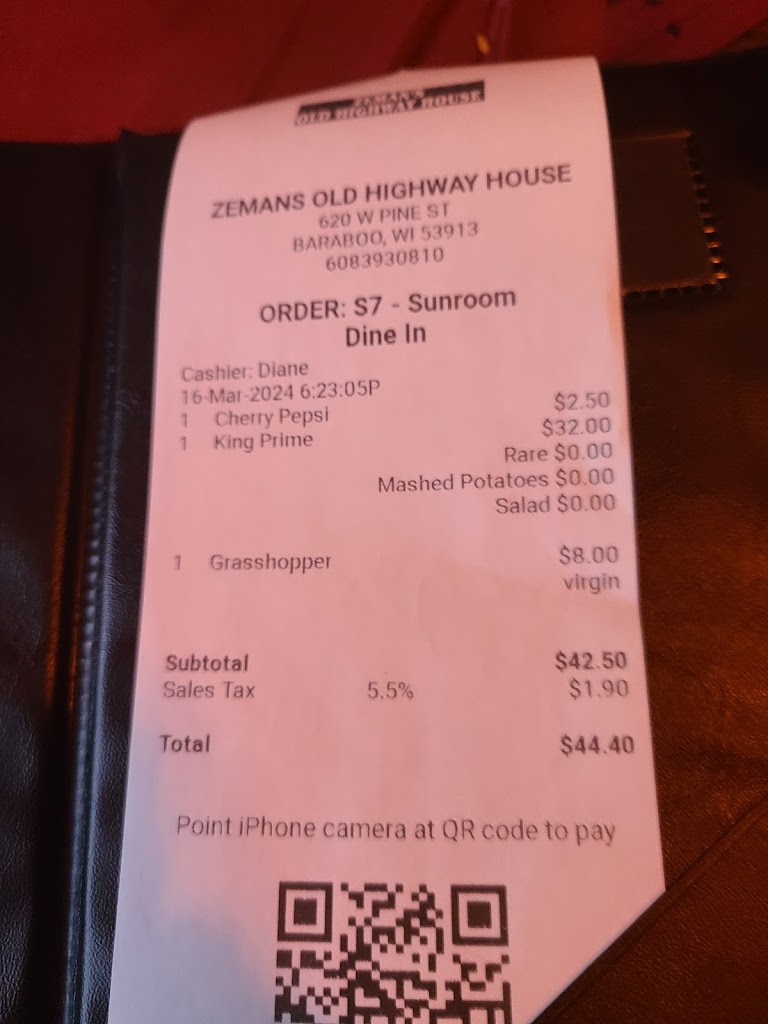 ZEMAN'S
OLD HIGHWAY HOUSE
ZEMANS OLD HIGHWAY HOUSE
620 W PINE ST
BARABOO, WI 53913
6083930810
ORDER: S7 - Sunroom
Dine In
Cashier: Diane
16-Mar-2024 6:23:05P
1 Cherry Pepsi $2.50
1 King Prime $32.00
Rare $0.00
Mashed Potatoes $0.00
Salad $0.00
1 Grasshopper $8.00
virgin
Subtotal $42.50
Sales Tax 5.5% $1.90
Total $44.40
Point iPhone camera at QR code to pay